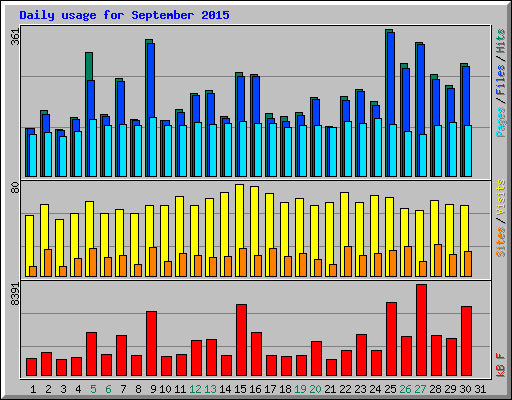 Daily usage for September 2015
361
Pages / Files / Hits
80
Sites / Visits
8391
kB F
1 2 3 4 5 6 7 8 9 10 11 12 13 14 15 16 17 18 19 20 21 22 23 24 25 26 27 28 29 30 31